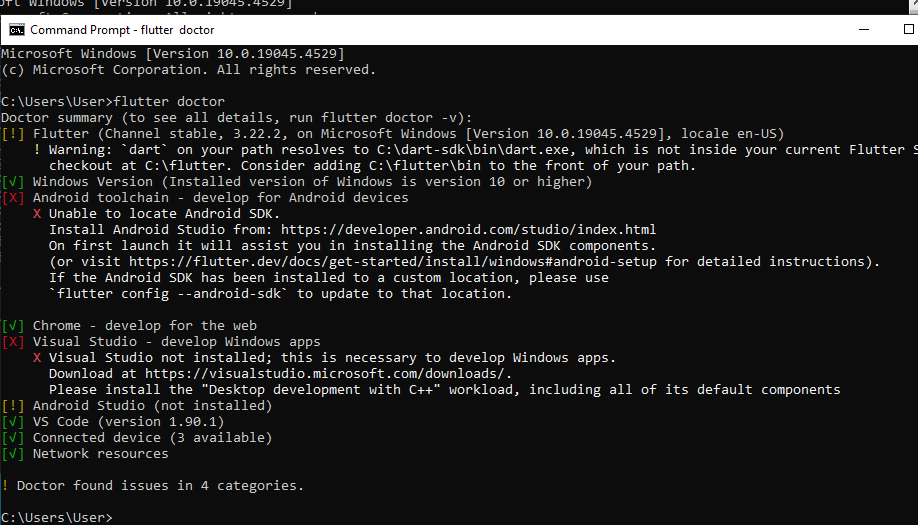 oft Windows [Version 10.0.19045.4529]
Command Prompt - flutter doctor
Microsoft Windows [Version 10.0.19045.4529]
(c) Microsoft Corporation. All rights reserved.
C:\Users\User>flutter doctor
Doctor summary (to see all details, run flutter doctor -v):
[!] Flutter (Channel stable, 3.22.2, on Microsoft Windows [Version 10.0.19045.4529], locale en-US)
! Warning: `dart` on your path resolves to C:\dart-sdk\bin\dart.exe, which is not inside your current Flutter S
checkout at C:\flutter. Consider adding C:\flutter\bin to the front of your path.
[√] Windows Version (Installed version of Windows is version 10 or higher)
[X] Android toolchain - develop for Android devices
X Unable to locate Android SDK.
Install Android Studio from: https://developer.android.com/studio/index.html
On first launch it will assist you in installing the Android SDK components.
(or visit https://flutter.dev/docs/get-started/install/windows#android-setup for detailed instructions).
If the Android SDK has been installed to a custom location, please use
`flutter config --android-sdk` to update to that location.
[√] Chrome - develop for the web
[X] Visual Studio - develop Windows apps
X Visual Studio not installed; this is necessary to develop Windows apps.
Download at https://visualstudio.microsoft.com/downloads/.
Please install the "Desktop development with C++" workload, including all of its default components
[!] Android Studio (not installed)
[√] VS Code (version 1.90.1)
[√] Connected device (3 available)
[√] Network resources
! Doctor found issues in 4 categories.
C:\Users\User>